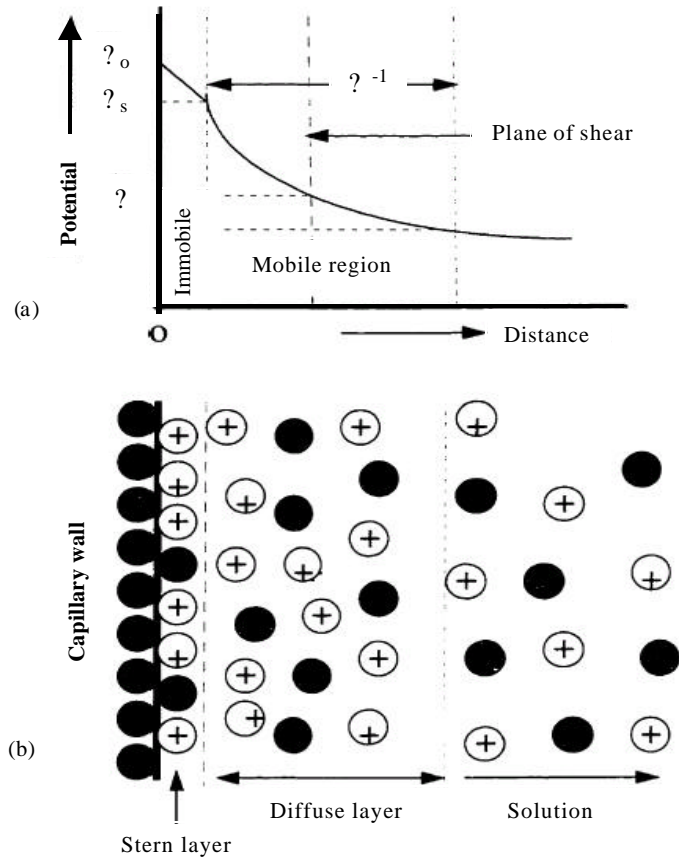 ? o
? s
?
Potential
? -1
Plane of shear
Immobile
Mobile region
(a)
O
Distance
Capillary wall
(b)
Diffuse layer
Solution
Stern layer